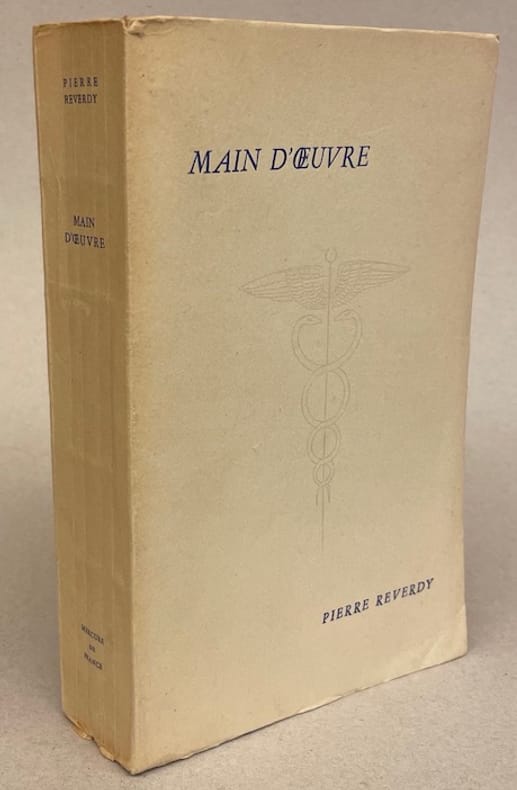 PIERRE
REVERDY
MAIN
D'ŒUVRE
MERCURE
DE
FRANCE
MAIN D'ŒUVRE
PIERRE REVERDY